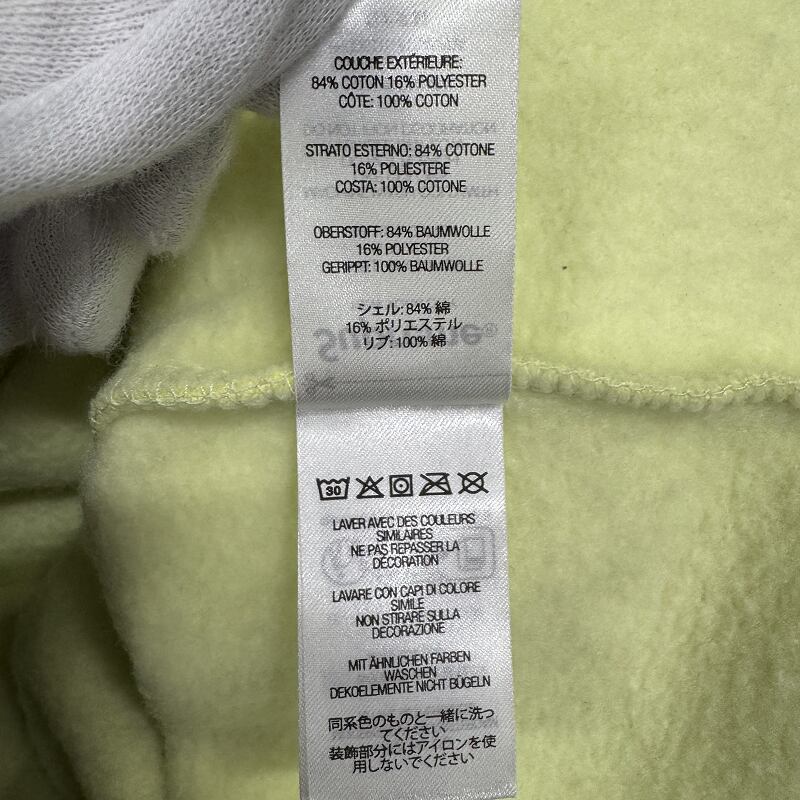 COUCHE EXTÉRIEURE:
84% COTON 16% POLYESTER
CÔTE: 100% COTON
STRATO ESTERNO: 84% COTONE
16% POLIESTERE
COSTA: 100% COTONE
OBERSTOFF: 84% BAUMWOLLE
16% POLYESTER
GERIPPT: 100% BAUMWOLLE
シェル: 84% 綿
16% ポリエステル
リブ: 100% 綿
30
LAVER AVEC DES COULEURS
SIMILAIRES
NE PAS REPASSER LA
DÉCORATION
LAVARE CON CAPI DI COLORE
SIMILE
NON STIRARE SULLA
DECORAZIONE
MIT ÄHNLICHEN FARBEN
WASCHEN
DEKOELEMENTE NICHT BÜGELN
同系色のものと一緒に洗っ
てください
装飾部分にはアイロンを使
用しないでください